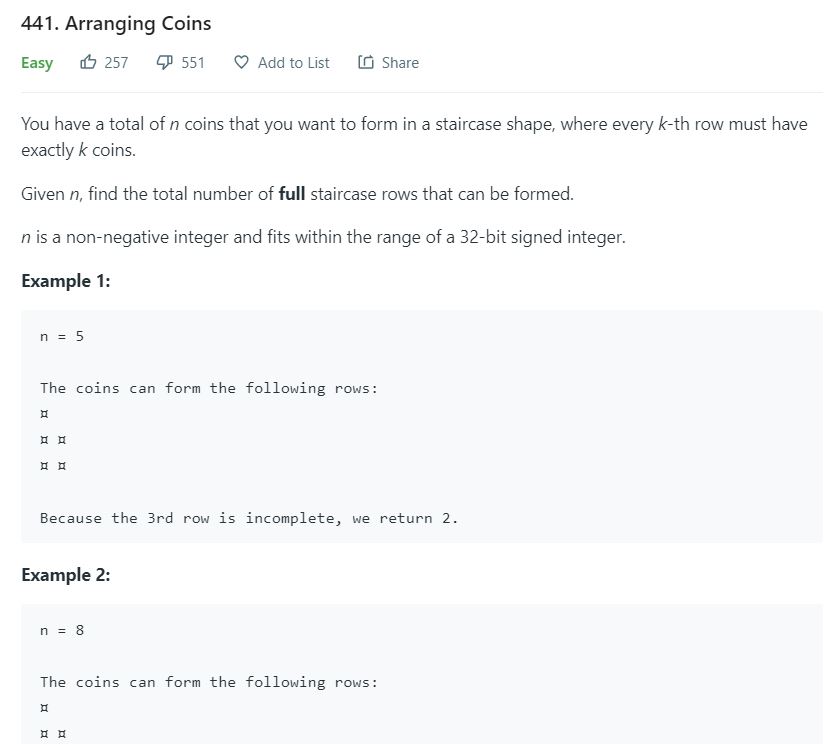 441. Arranging Coins
Easy 257 551 Add to List Share
You have a total of n coins that you want to form in a staircase shape, where every k-th row must have
exactly k coins.
Given n, find the total number of full staircase rows that can be formed.
n is a non-negative integer and fits within the range of a 32-bit signed integer.
Example 1:
n = 5
The coins can form the following rows:
¤
¤ ¤
¤ ¤
Because the 3rd row is incomplete, we return 2.
Example 2:
n = 8
The coins can form the following rows:
¤
¤ ¤